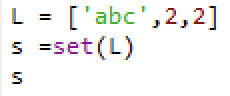 L = ['abc',2,2]
s =set(L)
s